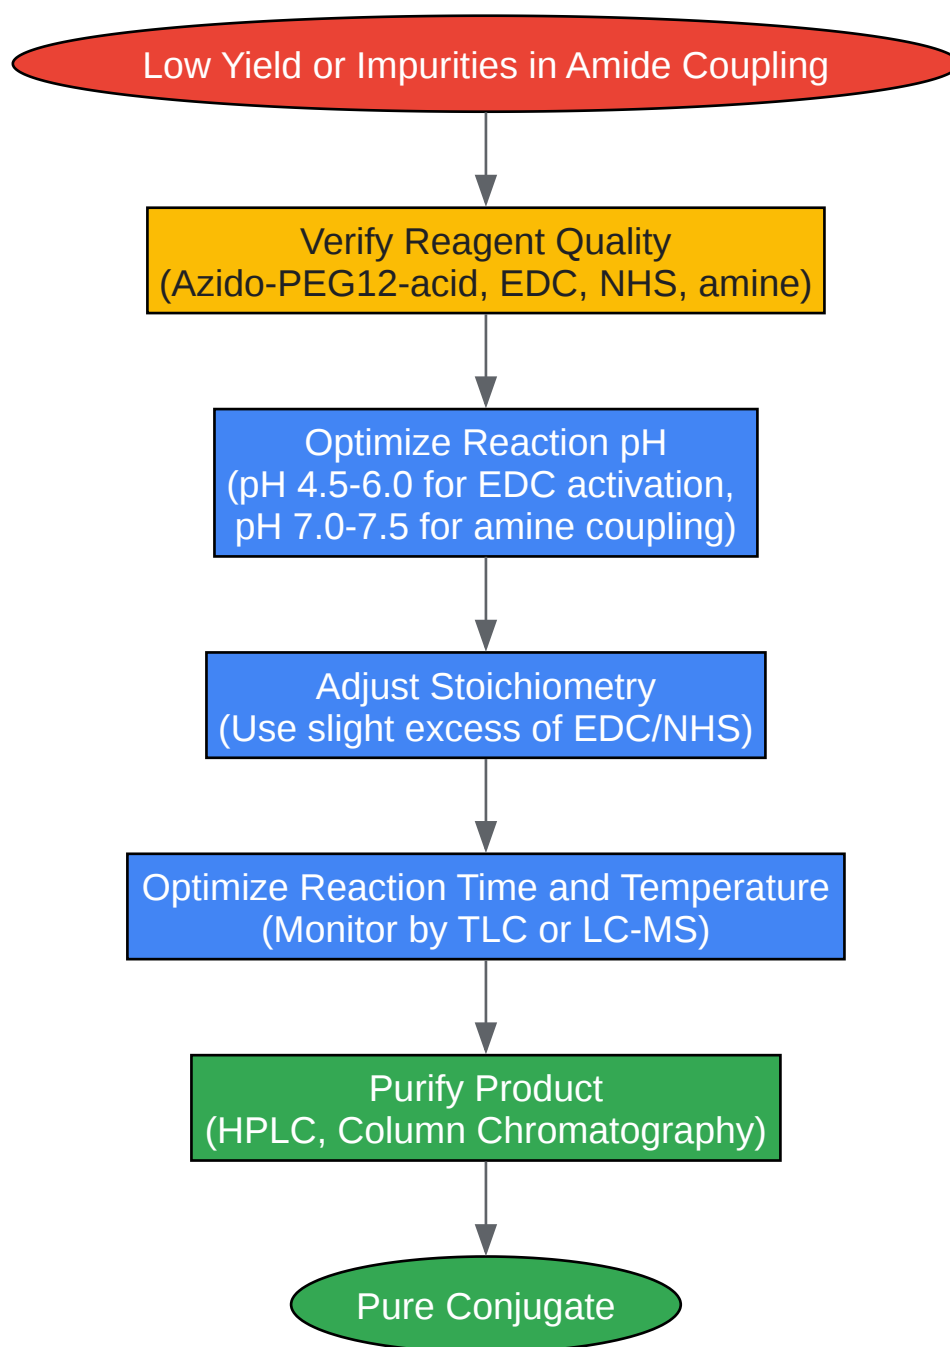 Low Yield or Impurities in Amide Coupling
Verify Reagent Quality
(Azido-PEG12-acid, EDC, NHS, amine)
Optimize Reaction pH
(pH 4.5-6.0 for EDC activation,
pH 7.0-7.5 for amine coupling)
Adjust Stoichiometry
(Use slight excess of EDC/NHS)
Optimize Reaction Time and Temperature
(Monitor by TLC or LC-MS)
Purify Product
(HPLC, Column Chromatography)
Pure Conjugate